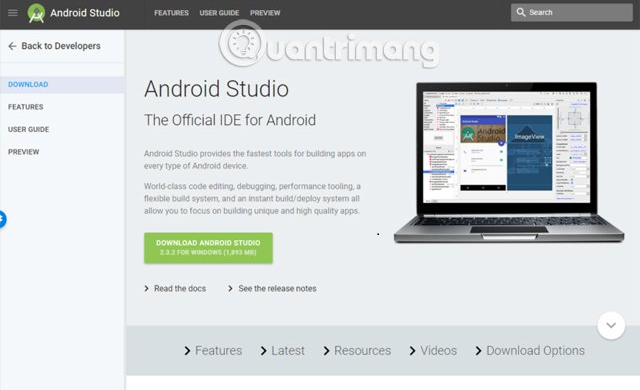 Android Studio
FEATURES USER GUIDE PREVIEW
Search
Quantrimang
Back to Developers
DOWNLOAD
FEATURES
USER GUIDE
PREVIEW
Android Studio
The Official IDE for Android
Android Studio provides the fastest tools for building apps on
every type of Android device.
World-class code editing, debugging, performance tooling, a
flexible build system, and an instant build/deploy system all
allow you to focus on building unique and high quality apps.
DOWNLOAD ANDROID STUDIO
2.3.2 FOR WINDOWS (1,893 MB)
Read the docs See the release notes
ImageView
Features Latest Resources Videos Download Options